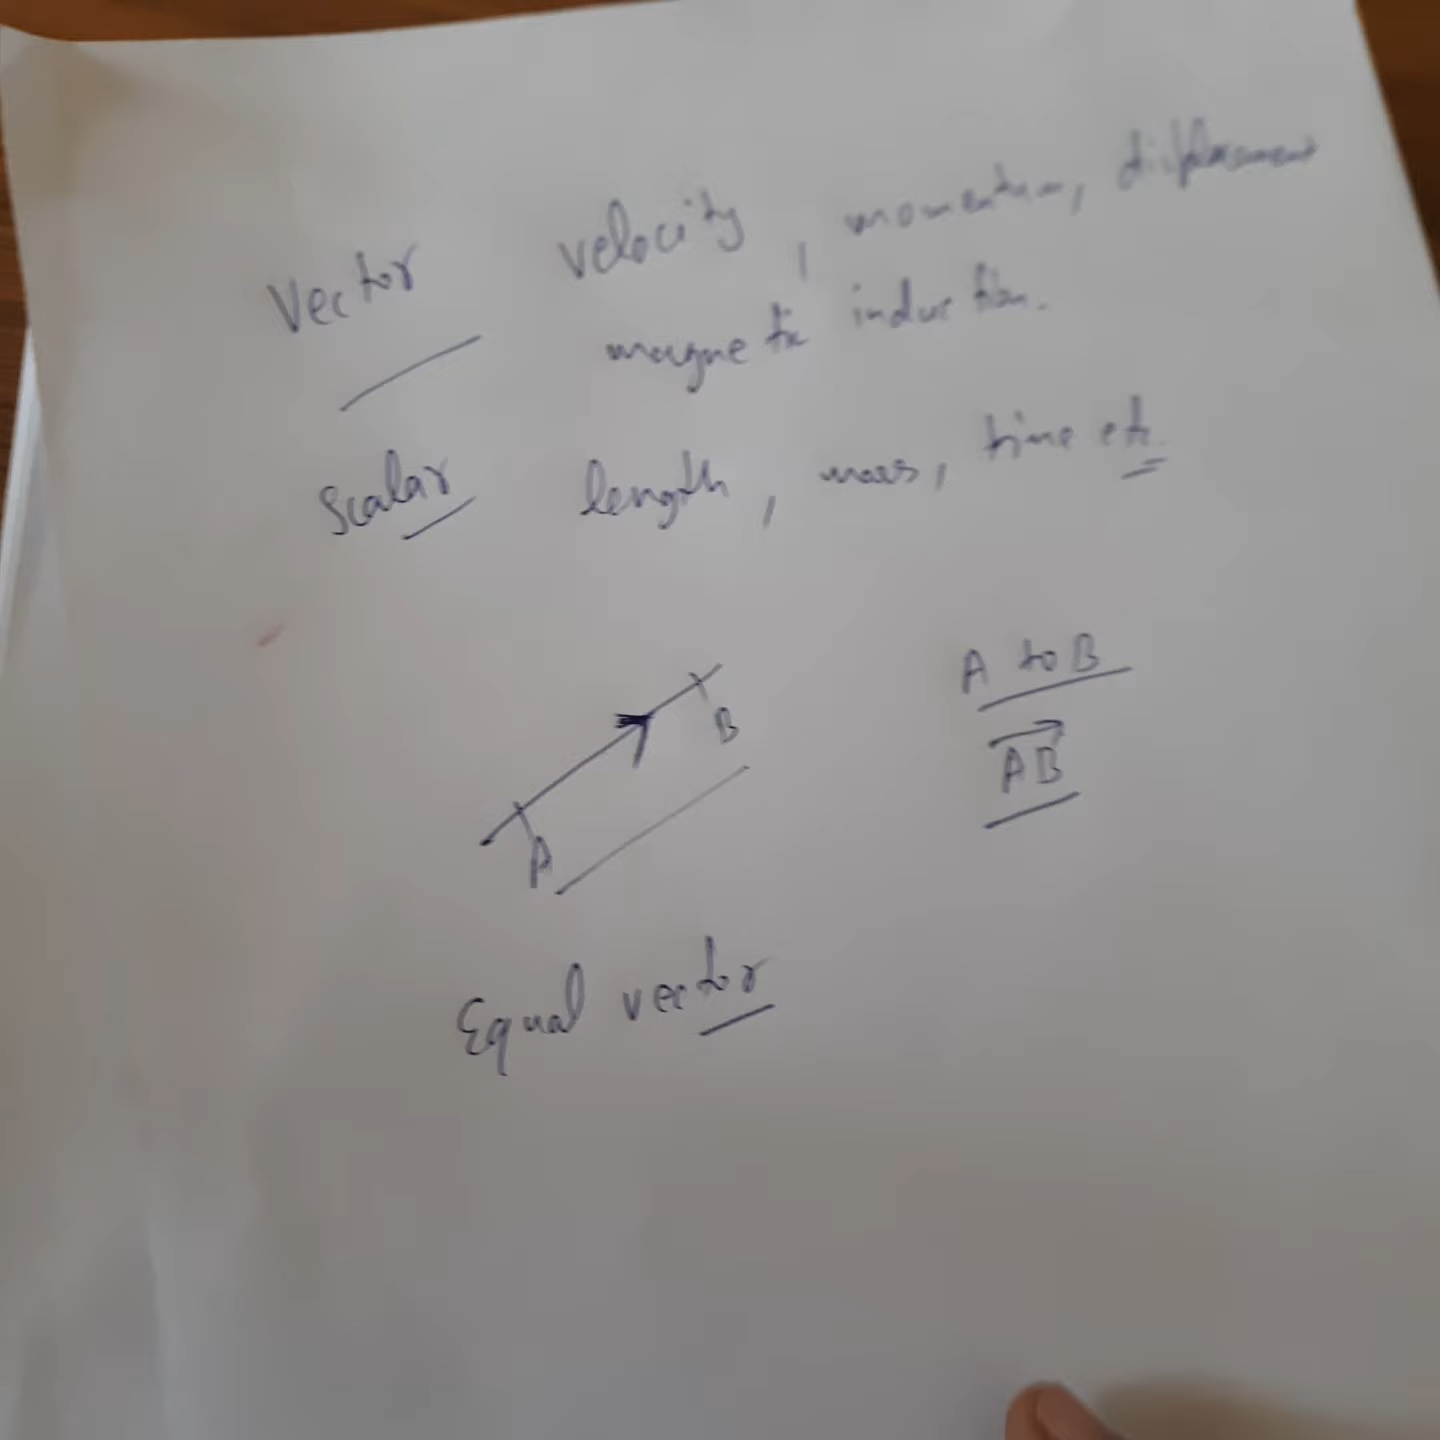 Vector velocity, momentum, displacement
magnetic induction.
Scalar length, mass, time etc.
A to B
B
AB
A
Equal vector